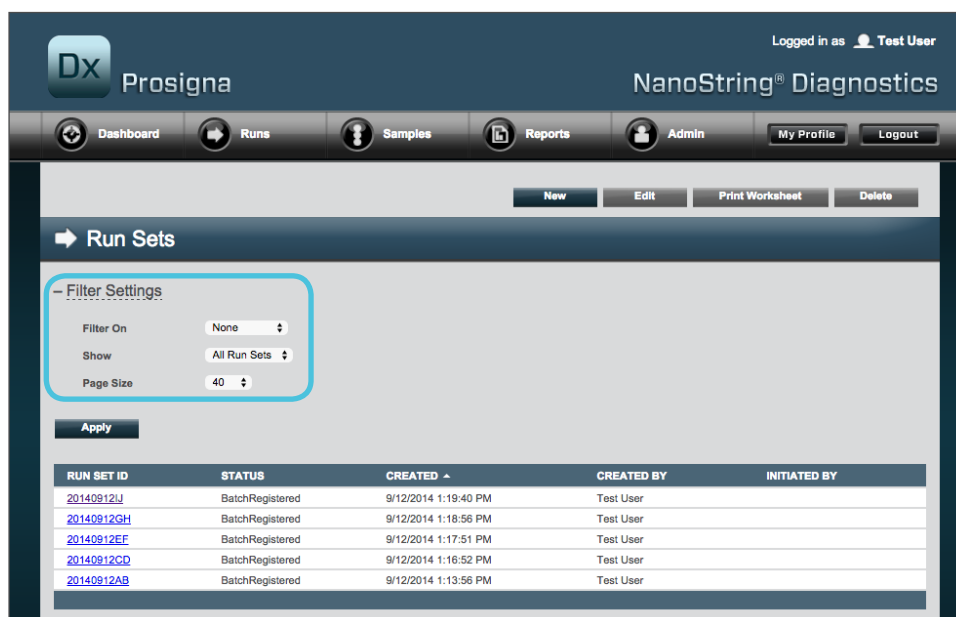 Logged in as Test User
Dx Prosigna
NanoString® Diagnostics
Dashboard Runs Samples Reports Admin My Profile Logout
New Edit Print Worksheet Delete
Run Sets
– Filter Settings
Filter On None
Show All Run Sets
Page Size 40
Apply
RUN SET ID STATUS CREATED CREATED BY INITIATED BY
20140912IJ BatchRegistered 9/12/2014 1:19:40 PM Test User
20140912GH BatchRegistered 9/12/2014 1:18:56 PM Test User
20140912EF BatchRegistered 9/12/2014 1:17:51 PM Test User
20140912CD BatchRegistered 9/12/2014 1:16:52 PM Test User
20140912AB BatchRegistered 9/12/2014 1:13:56 PM Test User